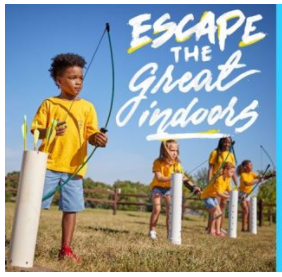 ESCAPE
THE
Great
indoors